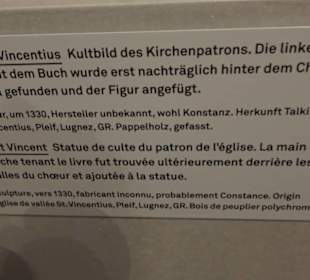 Vincentius Kultbild des Kirchenpatrons. Die linke
it dem Buch wurde erst nachträglich hinter dem Ch
gefunden und der Figur angefügt.
ur, um 1330, Hersteller unbekannt, wohl Konstanz. Herkunft Talki
centius, Pleif, Lugnez, GR. Pappelholz, gefasst.
t Vincent Statue de culte du patron de l'église. La main
che tenant le livre fut trouvée ultérieurement derrière les
lles du chœur et ajoutée à la statue.
culpture, vers 1330, fabricant inconnu, probablement Constance. Origin
glise de vallée St. Vincentius, Pleif, Lugnez, GR. Bois de peuplier polychrom